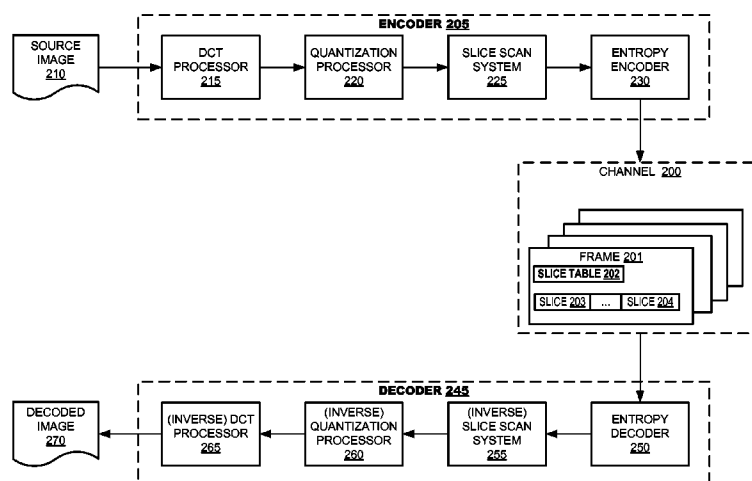 ENCODER 205
SOURCE
IMAGE
210
DCT
PROCESSOR
215
QUANTIZATION
PROCESSOR
220
SLICE SCAN
SYSTEM
225
ENTROPY
ENCODER
230
CHANNEL 200
FRAME 201
SLICE TABLE 202
SLICE 203 ... SLICE 204
DECODER 245
DECODED
IMAGE
270
(INVERSE) DCT
PROCESSOR
265
(INVERSE)
QUANTIZATION
PROCESSOR
260
(INVERSE)
SLICE SCAN
SYSTEM
255
ENTROPY
DECODER
250